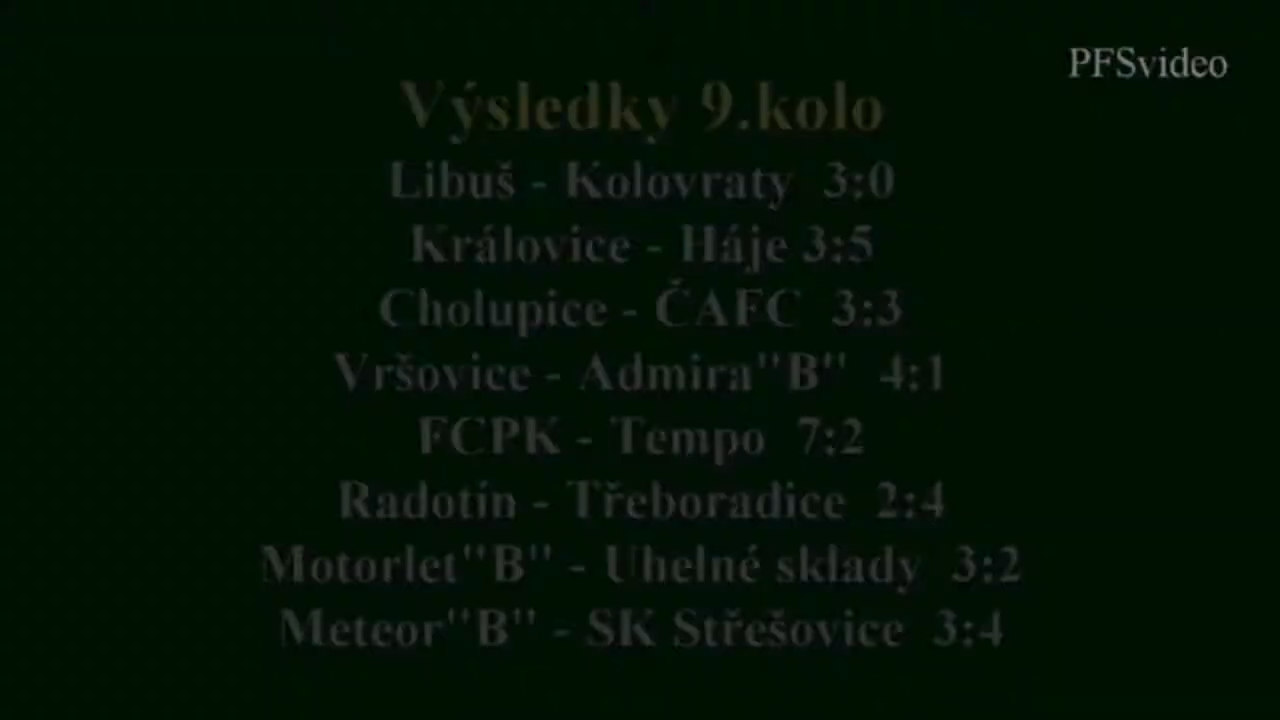 PFSvideo
Výsledky 9.kolo
Libuš - Kolovraty 3:0
Královice - Háje 3:5
Cholupice - ČAFC 3:3
Vršovice - Admira"B" 4:1
FCPK - Tempo 7:2
Radotín - Třeboradice 2:4
Motorlet"B" - Uhelné sklady 3:2
Meteor"B" - SK Střešovice 3:4